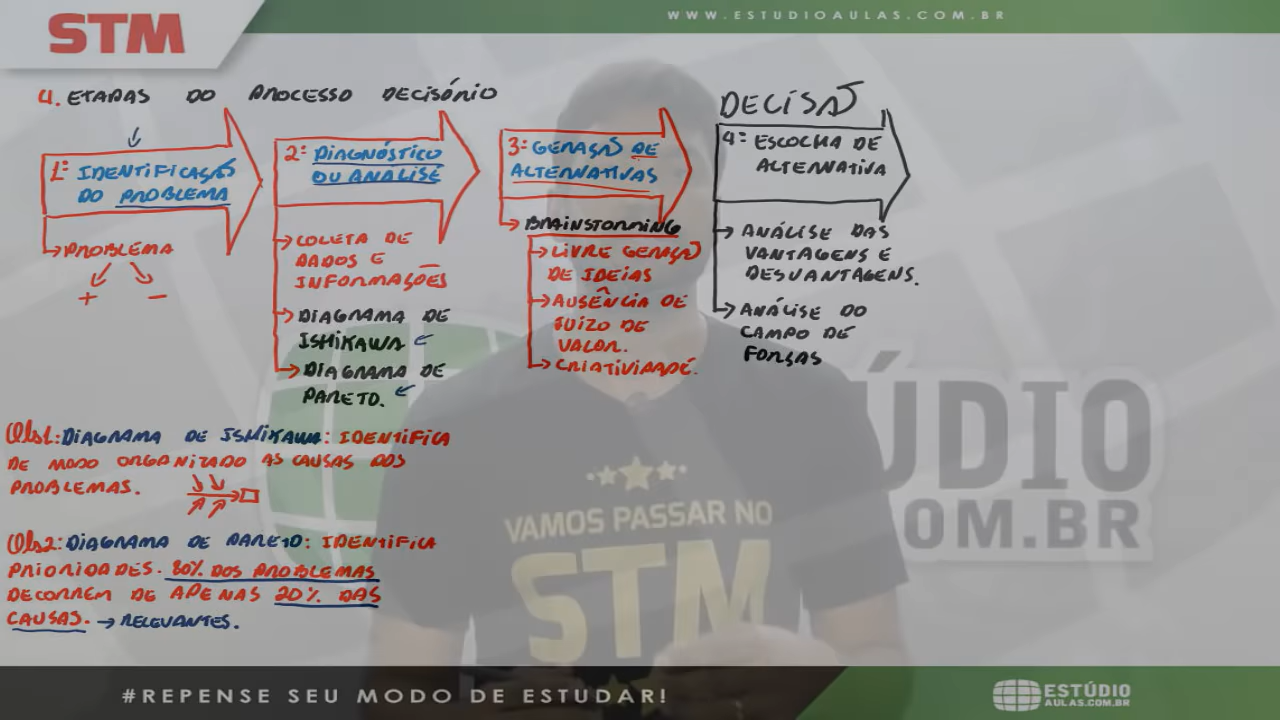 STM
WWW.ESTUDIOAULAS.COM.BR
4. ETAPAS DO PROCESSO DECISÓRIO
1ª IDENTIFICAÇÃO
DO PROBLEMA
PROBLEMA
+ −
2ª DIAGNÓSTICO
OU ANÁLISE
COLETA DE
DADOS E
INFORMAÇÕES
DIAGRAMA DE
ISHIKAWA
DIAGRAMA DE
PARETO.
3ª GERAÇÃO DE
ALTERNATIVAS
BRAINSTORMING
LIVRE GERAÇÃO
DE IDEIAS
AUSÊNCIA DE
JUÍZO DE
VALOR.
CRIATIVIDADE.
DECISÃO
4ª ESCOLHA DE
ALTERNATIVA
ANÁLISE DAS
VANTAGENS E
DESVANTAGENS.
ANÁLISE DO
CAMPO DE
FORÇAS
Obs1: DIAGRAMA DE ISHIKAWA: IDENTIFICA
DE MODO ORGANIZADO AS CAUSAS DOS
PROBLEMAS.
Obs2: DIAGRAMA DE PARETO: IDENTIFICA
PRIORIDADES. 80% DOS PROBLEMAS
DECORREM DE APENAS 20% DAS
CAUSAS. → RELEVANTES.
VAMOS PASSAR NO
STM
ÚDIO
OM.BR
#REPENSE SEU MODO DE ESTUDAR!
ESTÚDIO
AULAS.COM.BR